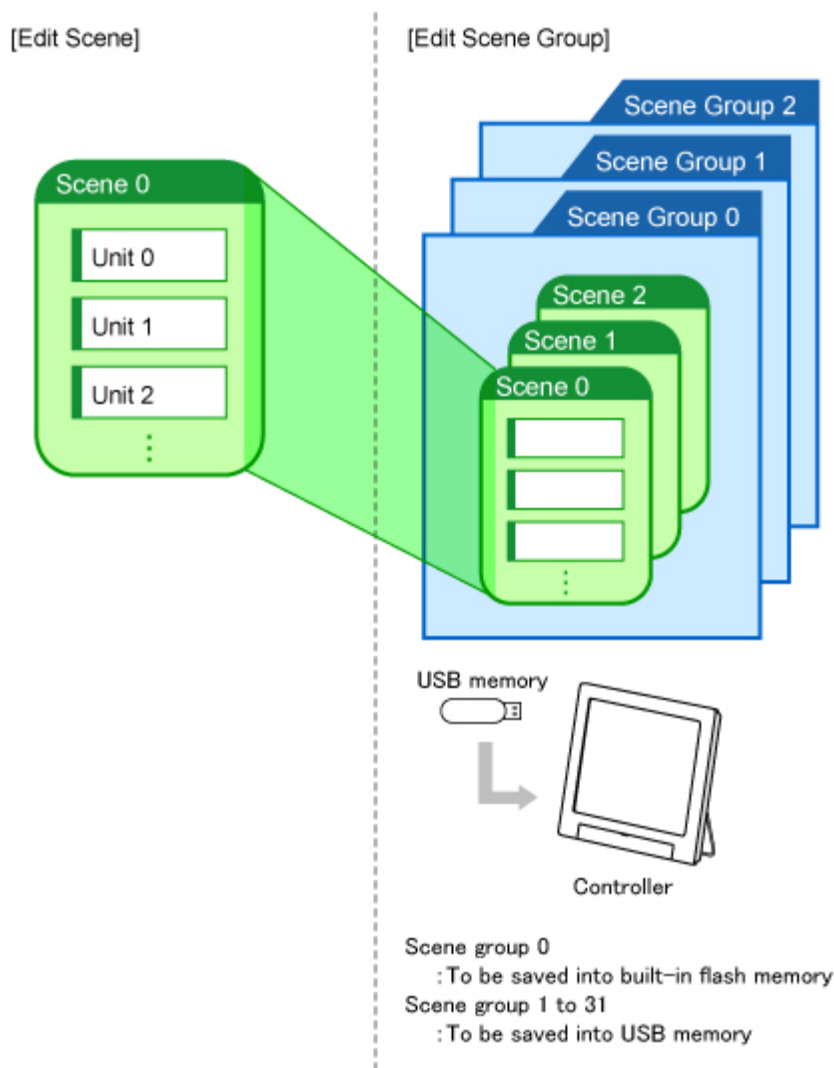 [Edit Scene]
Scene 0
Unit 0
Unit 1
Unit 2
[Edit Scene Group]
Scene Group 2
Scene Group 1
Scene Group 0
Scene 2
Scene 1
Scene 0
USB memory
Controller
Scene group 0
:To be saved into built-in flash memory
Scene group 1 to 31
:To be saved into USB memory